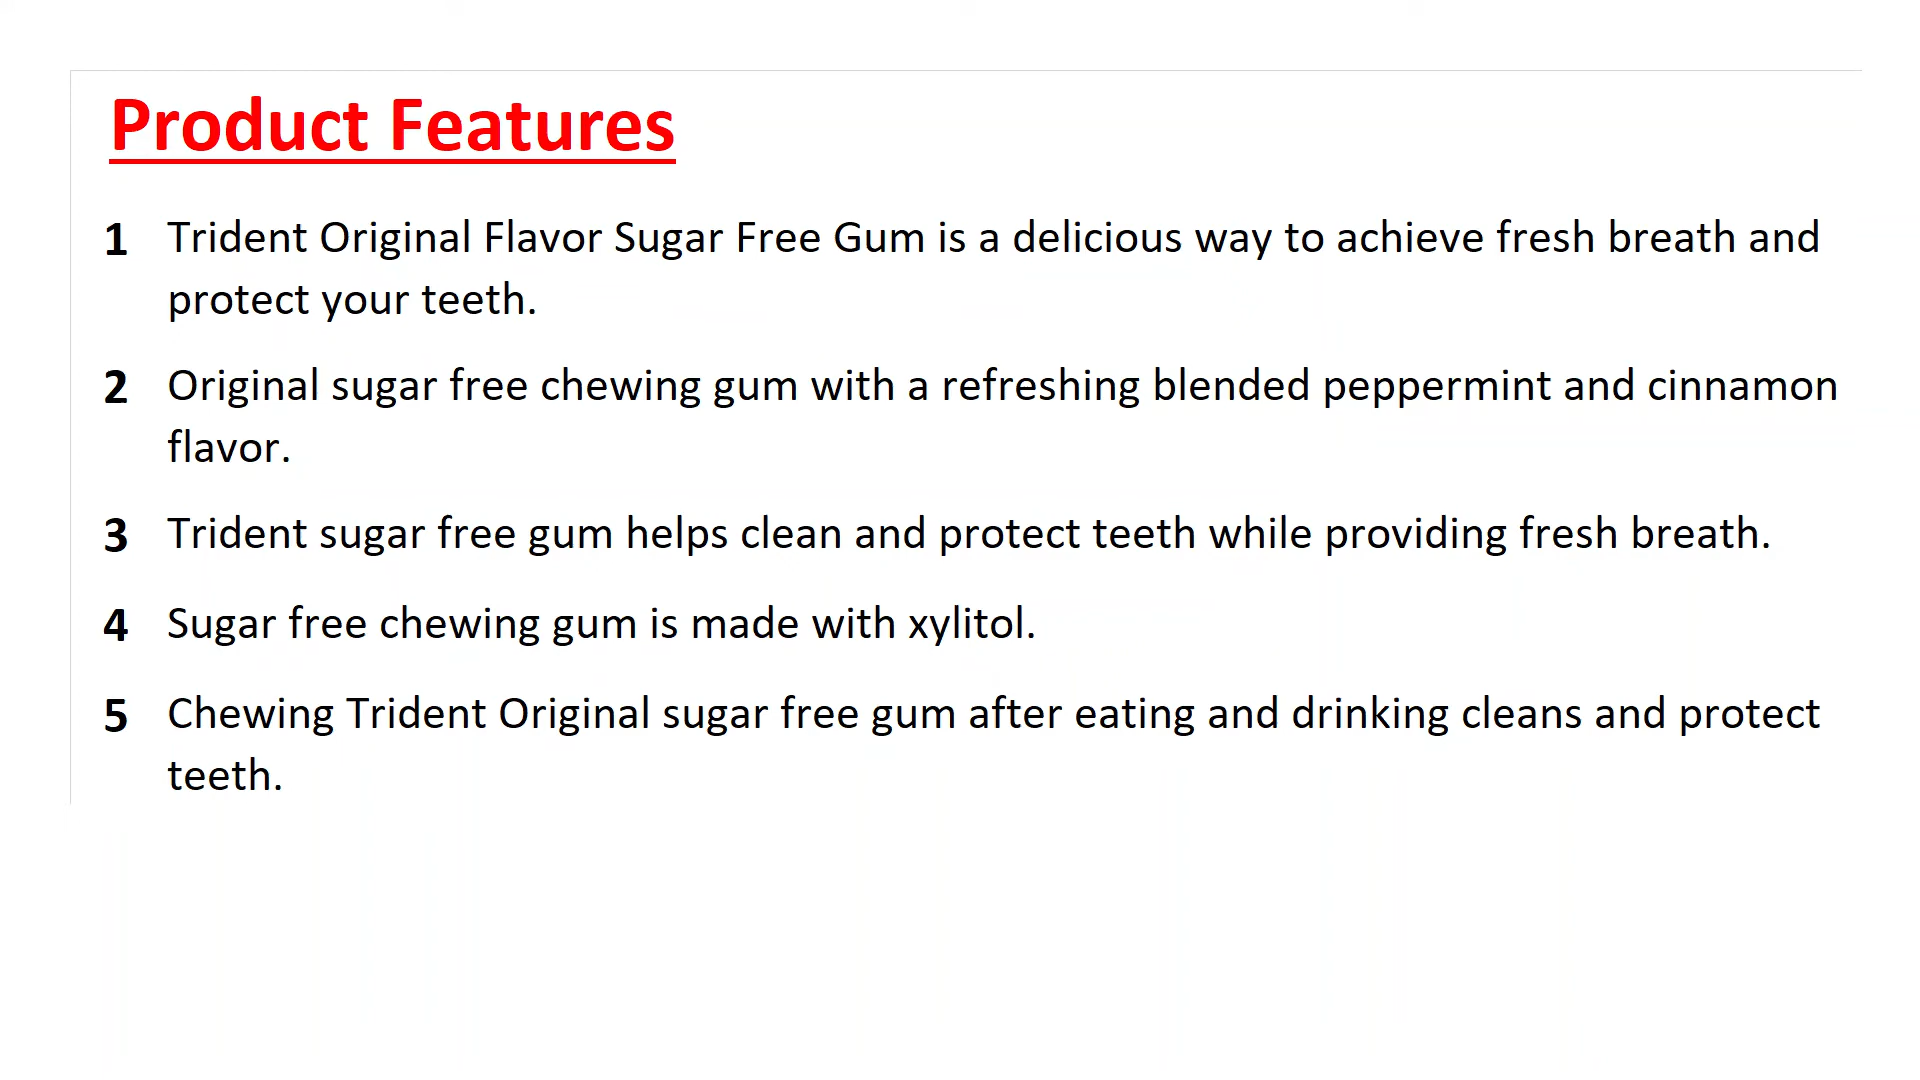 Product Features
1 Trident Original Flavor Sugar Free Gum is a delicious way to achieve fresh breath and
protect your teeth.
2 Original sugar free chewing gum with a refreshing blended peppermint and cinnamon
flavor.
3 Trident sugar free gum helps clean and protect teeth while providing fresh breath.
4 Sugar free chewing gum is made with xylitol.
5 Chewing Trident Original sugar free gum after eating and drinking cleans and protect
teeth.